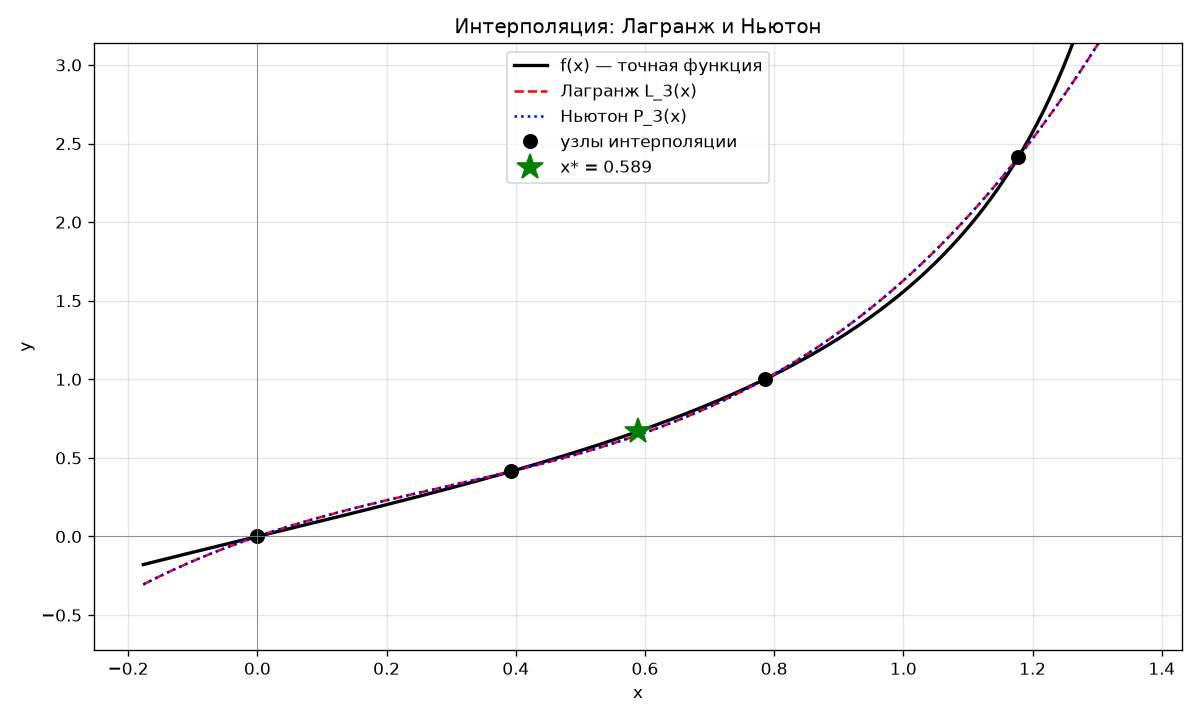 Интерполяция: Лагранж и Ньютон
f(x) — точная функция
Лагранж L_3(x)
Ньютон P_3(x)
узлы интерполяции
x* = 0.589
y
3.0
2.5
2.0
1.5
1.0
0.5
0.0
−0.5
−0.2
0.0
0.2
0.4
0.6
0.8
1.0
1.2
1.4
x